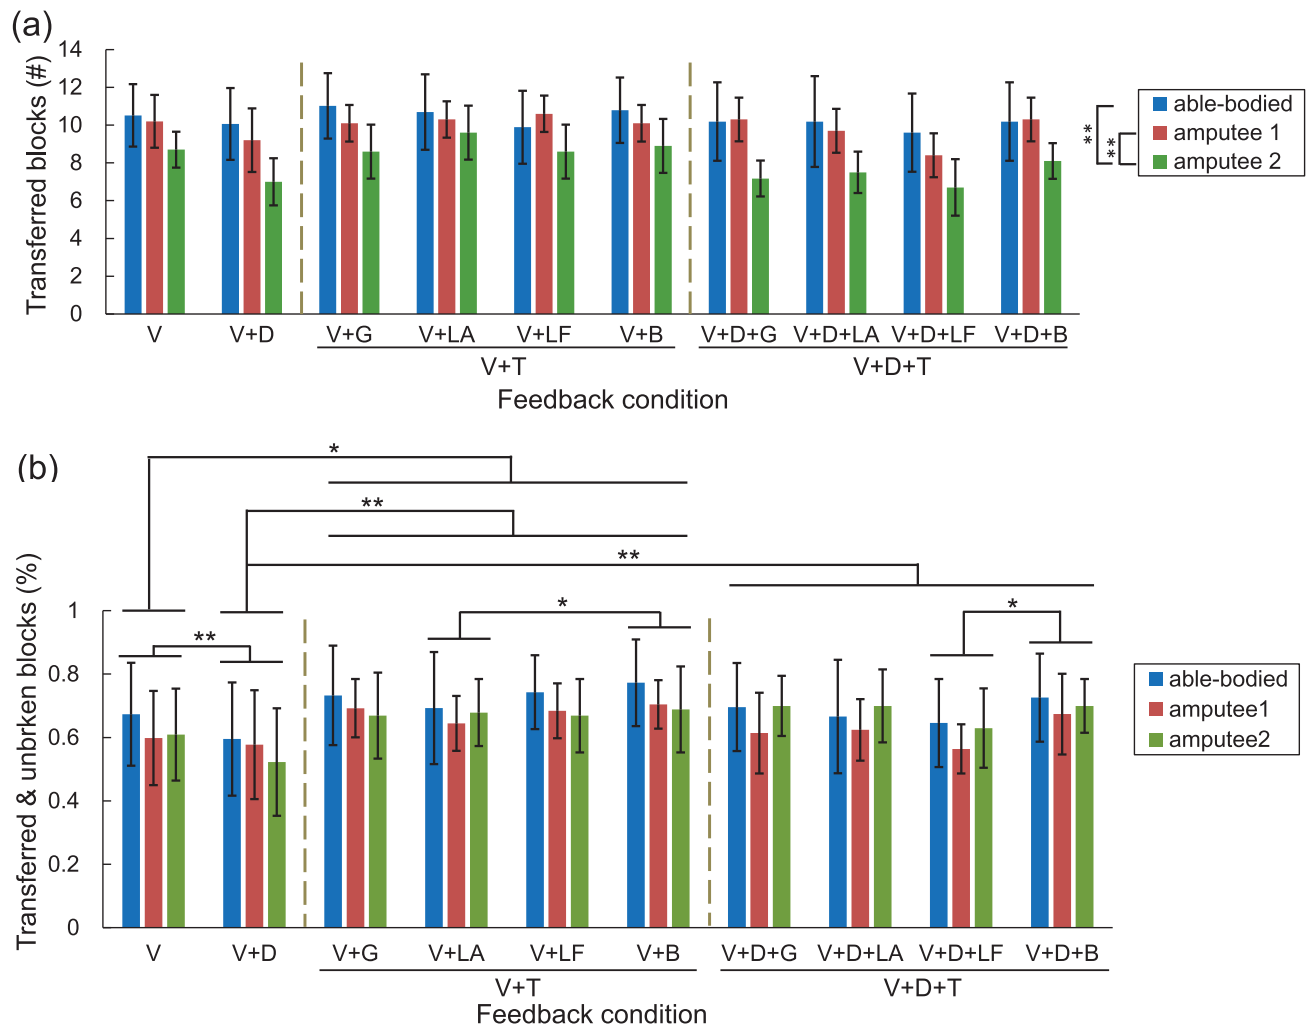 (a)
Transferred blocks (#)
14
12
10
8
6
4
2
0
V V+D V+G V+LA V+LF V+B V+D+G V+D+LA V+D+LF V+D+B
V+T V+D+T
Feedback condition
** **
able-bodied
amputee 1
amputee 2
(b)
*
**
**
** * *
Transferred & unbrken blocks (%)
1
0.8
0.6
0.4
0.2
0
able-bodied
amputee1
amputee2
V V+D V+G V+LA V+LF V+B V+D+G V+D+LA V+D+LF V+D+B
V+T V+D+T
Feedback condition